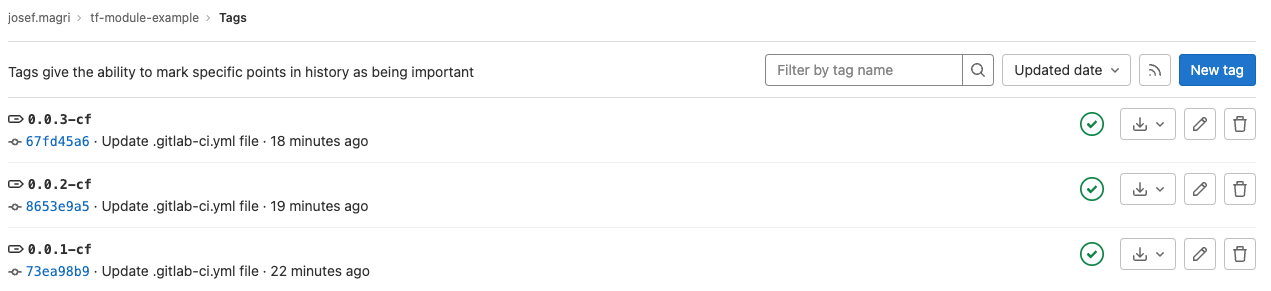 josef.magri > tf-module-example > Tags
Tags give the ability to mark specific points in history as being important
Filter by tag name
Updated date
New tag
0.0.3-cf
67fd45a6 · Update .gitlab-ci.yml file · 18 minutes ago
0.0.2-cf
8653e9a5 · Update .gitlab-ci.yml file · 19 minutes ago
0.0.1-cf
73ea98b9 · Update .gitlab-ci.yml file · 22 minutes ago